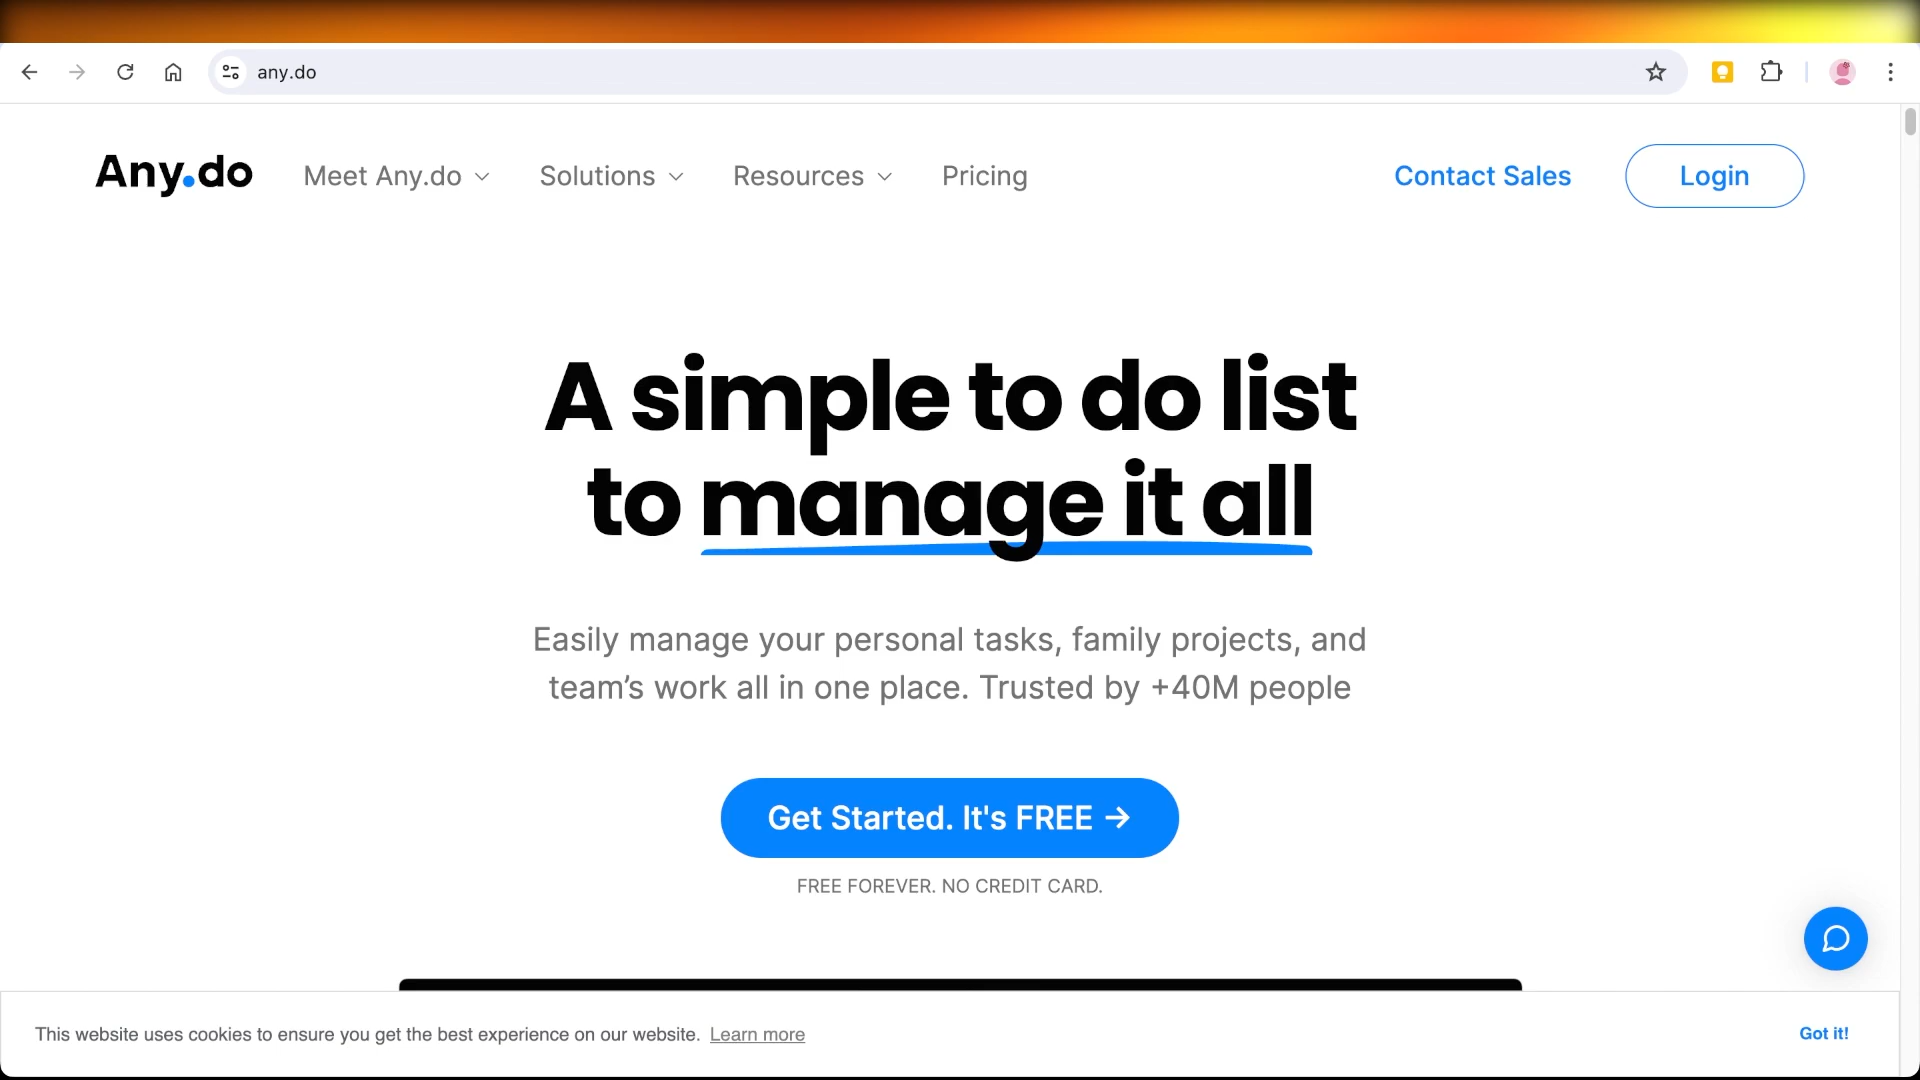 any.do
Any.do
Meet Any.do
Solutions
Resources
Pricing
Contact Sales
Login
A simple to do list
to manage it all
Easily manage your personal tasks, family projects, and
team’s work all in one place. Trusted by +40M people
Get Started. It's FREE →
FREE FOREVER. NO CREDIT CARD.
This website uses cookies to ensure you get the best experience on our website. Learn more
Got it!